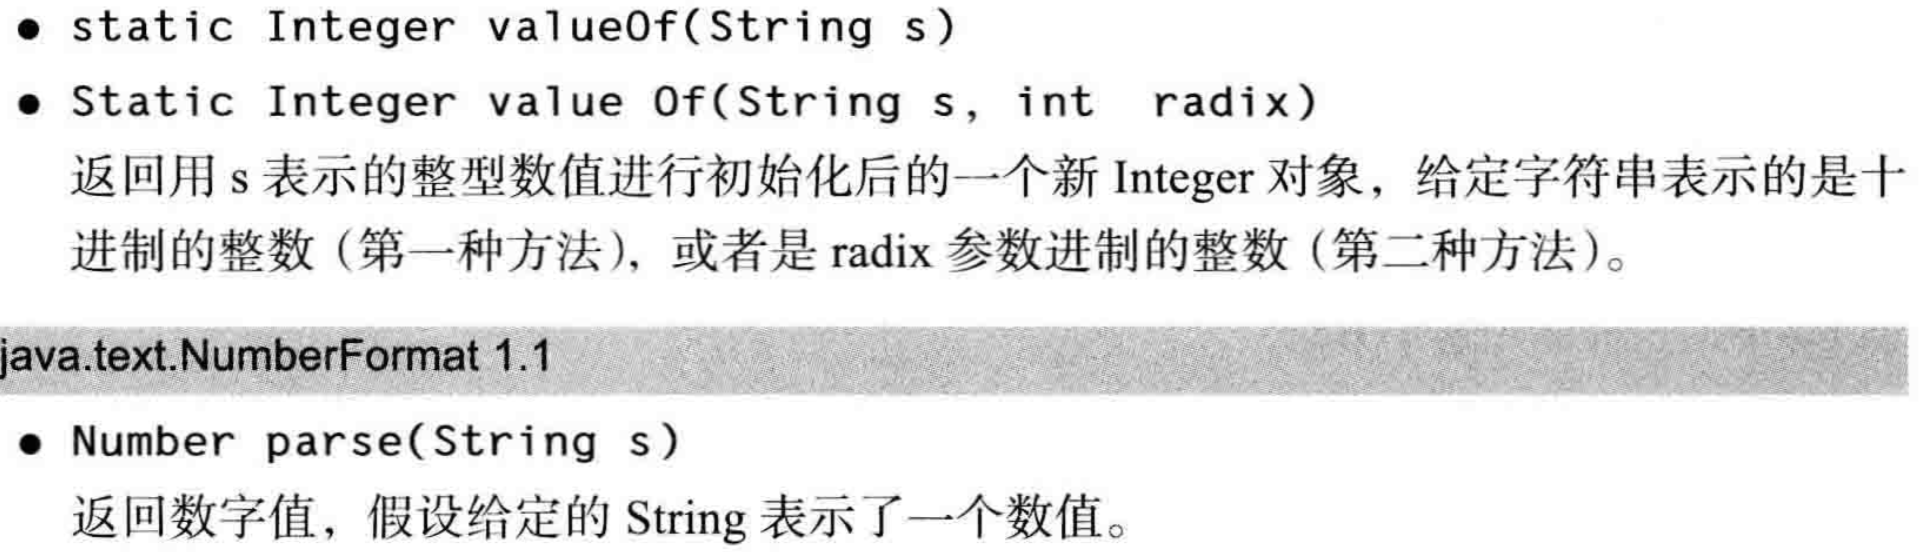 ● static Integer valueOf(String s)
● Static Integer value Of(String s, int radix)
返回用 s 表示的整型数值进行初始化后的一个新 Integer 对象，给定字符串表示的是十
进制的整数（第一种方法），或者是 radix 参数进制的整数（第二种方法）。
java.text.NumberFormat 1.1
● Number parse(String s)
返回数字值，假设给定的 String 表示了一个数值。